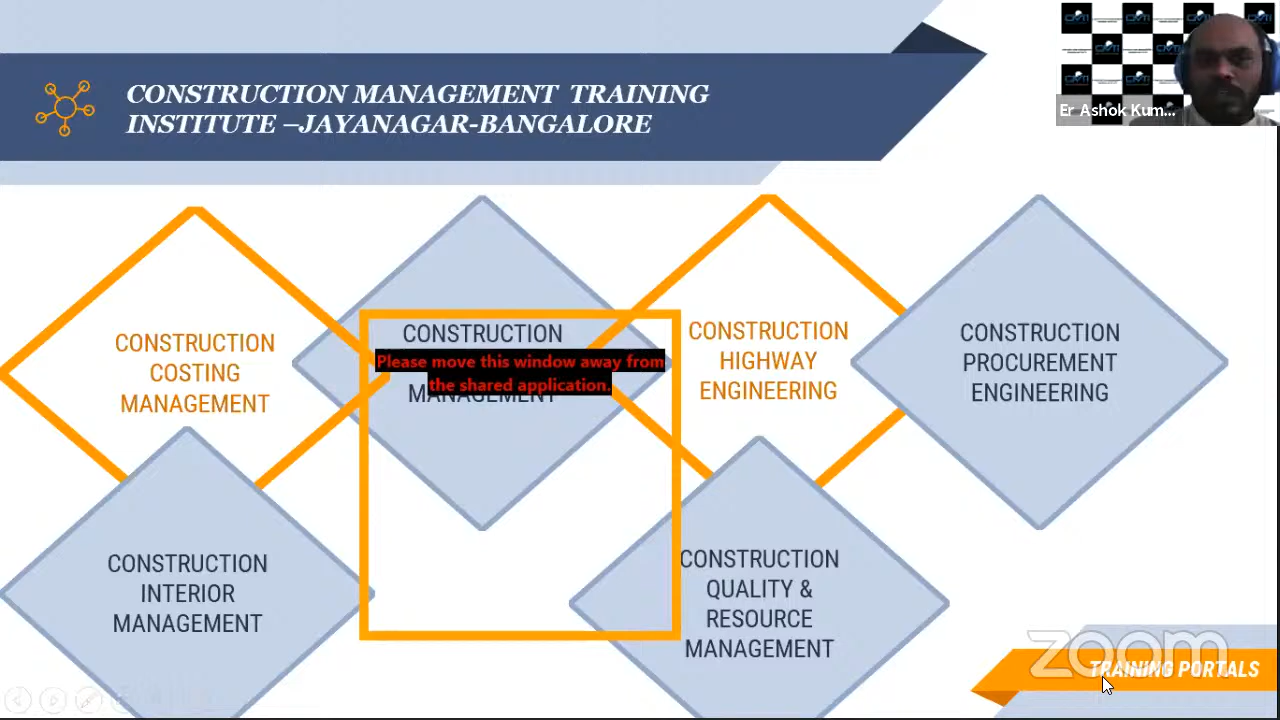 CONSTRUCTION MANAGEMENT TRAINING
INSTITUTE –JAYANAGAR-BANGALORE
Er Ashok Kum...
CONSTRUCTION
COSTING
MANAGEMENT
CONSTRUCTION
Please move this window away from
the shared application.
MANAGEMENT
CONSTRUCTION
HIGHWAY
ENGINEERING
CONSTRUCTION
PROCUREMENT
ENGINEERING
CONSTRUCTION
INTERIOR
MANAGEMENT
CONSTRUCTION
QUALITY &
RESOURCE
MANAGEMENT
zoom
TRAINING PORTALS